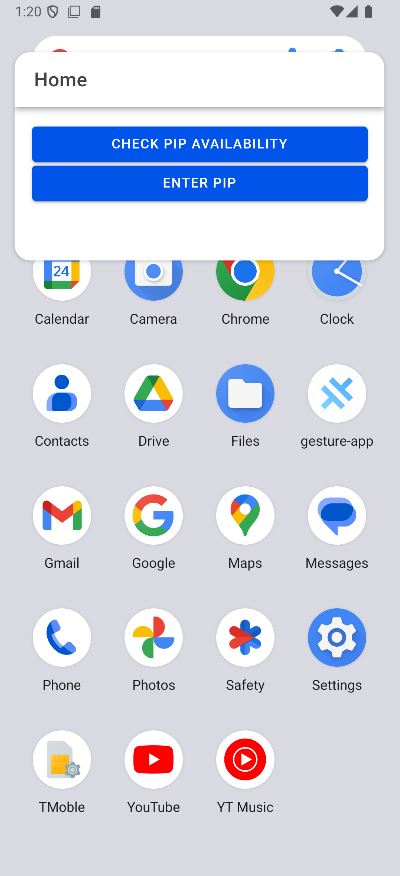 1:20
Home
CHECK PIP AVAILABILITY
ENTER PIP
24
Calendar
Camera
Chrome
Clock
Contacts
Drive
Files
gesture-app
Gmail
Google
Maps
Messages
Phone
Photos
Safety
Settings
TMoble
YouTube
YT Music